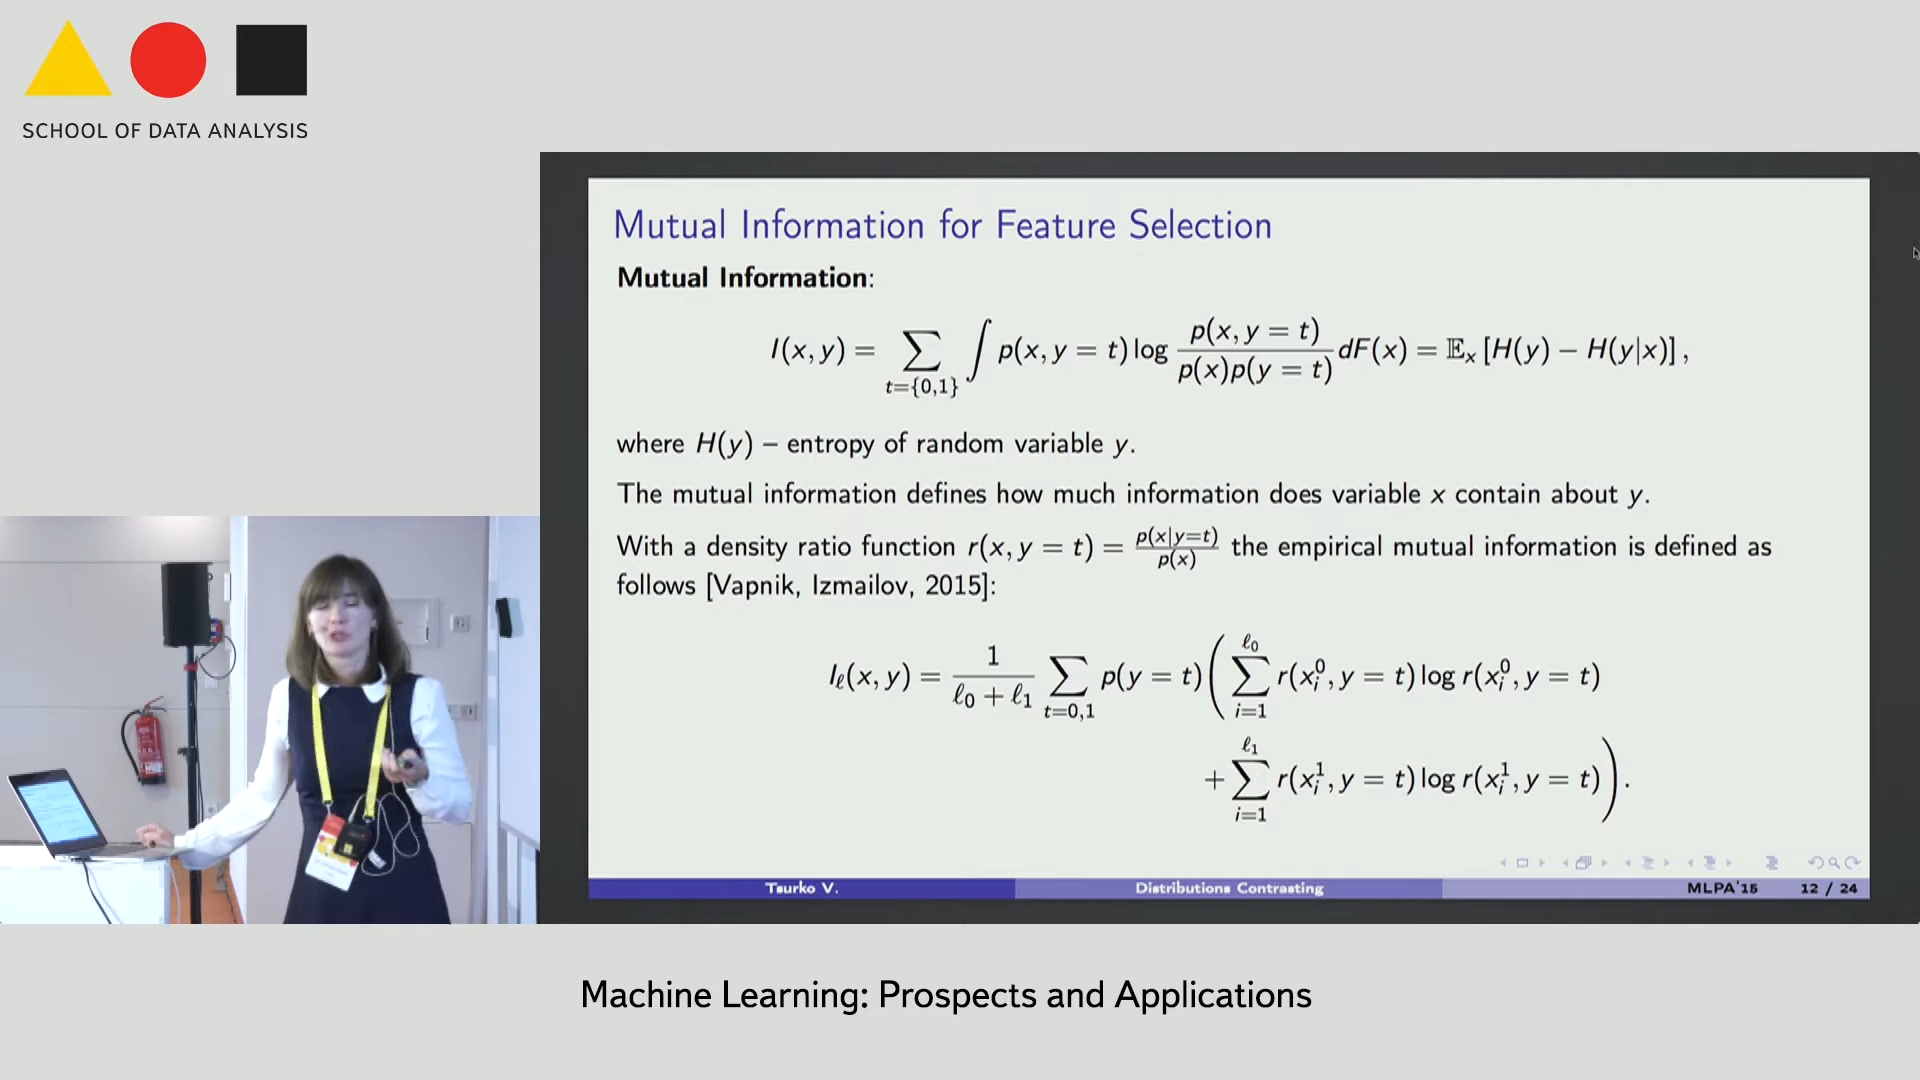 SCHOOL OF DATA ANALYSIS
Mutual Information for Feature Selection
Mutual Information:
I(x, y) = ∑_{t={0,1}} ∫ p(x, y = t) log \frac{p(x, y = t)}{p(x)p(y = t)} dF(x) = 𝔼_x [H(y) − H(y|x)] ,
where H(y) – entropy of random variable y.
The mutual information defines how much information does variable x contain about y.
With a density ratio function r(x, y = t) = \frac{p(x|y=t)}{p(x)} the empirical mutual information is defined as
follows [Vapnik, Izmailov, 2015]:
I_ℓ(x, y) = \frac{1}{ℓ_0 + ℓ_1} ∑_{t=0,1} p(y = t) ( ∑_{i=1}^{ℓ_0} r(x_i^0, y = t) log r(x_i^0, y = t)
+ ∑_{i=1}^{ℓ_1} r(x_i^1, y = t) log r(x_i^1, y = t) ) .
Tsurko V. Distributions Contrasting MLPA'15 12 / 24
Machine Learning: Prospects and Applications